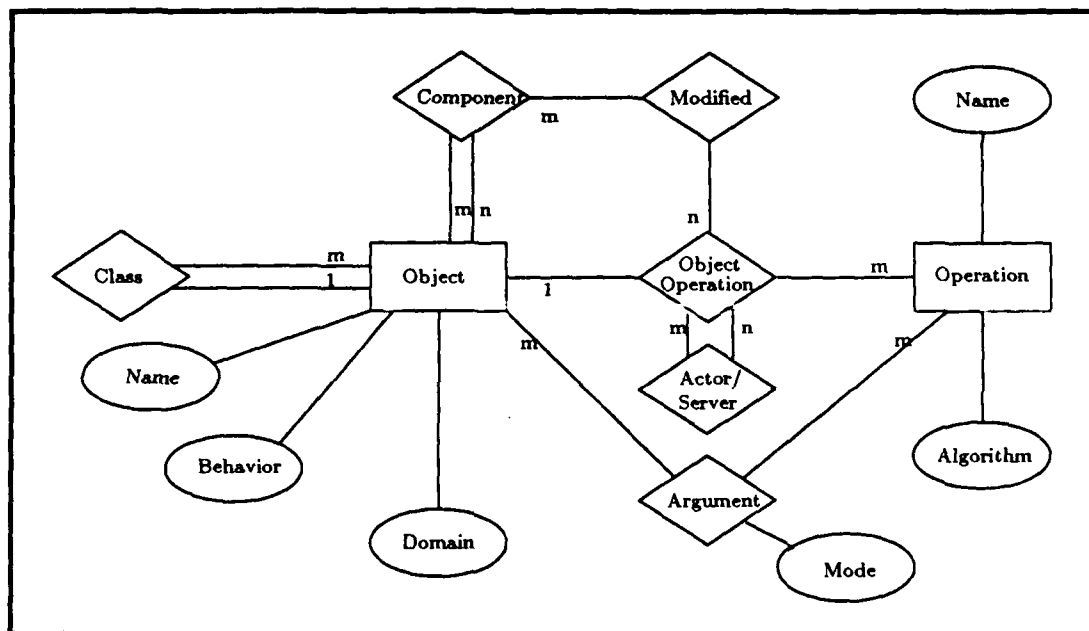 Component
m
Modified
Name
m
n
n
Class
m
1
Object
1
Object
Operation
m
Operation
m
m
n
m
Name
Actor/
Server
Behavior
Algorithm
Argument
Domain
Mode